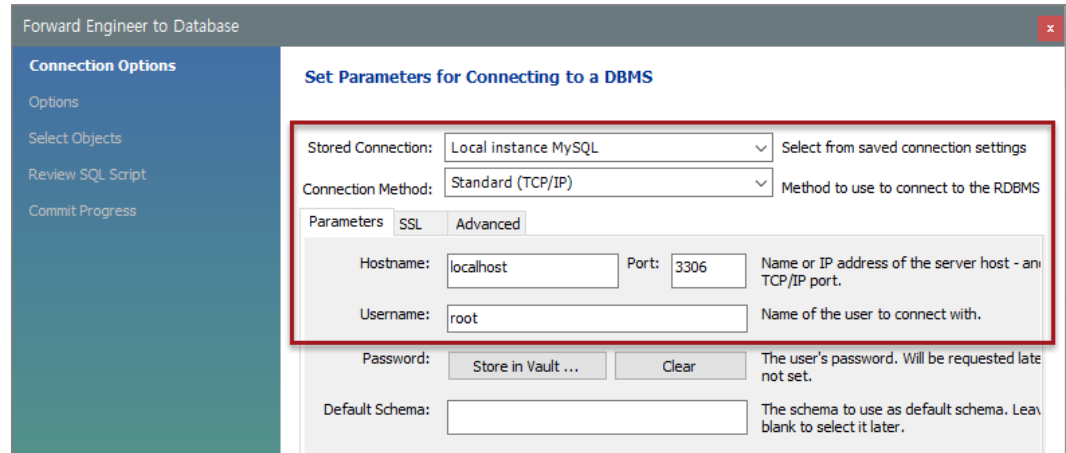 Forward Engineer to Database
x
Connection Options
Options
Select Objects
Review SQL Script
Commit Progress
Set Parameters for Connecting to a DBMS
Stored Connection: Local instance MySQL Select from saved connection settings
Connection Method: Standard (TCP/IP) Method to use to connect to the RDBMS
Parameters SSL Advanced
Hostname: localhost Port: 3306 Name or IP address of the server host - and
TCP/IP port.
Username: root Name of the user to connect with.
Password: Store in Vault ... Clear The user's password. Will be requested late
not set.
Default Schema: The schema to use as default schema. Leav
blank to select it later.